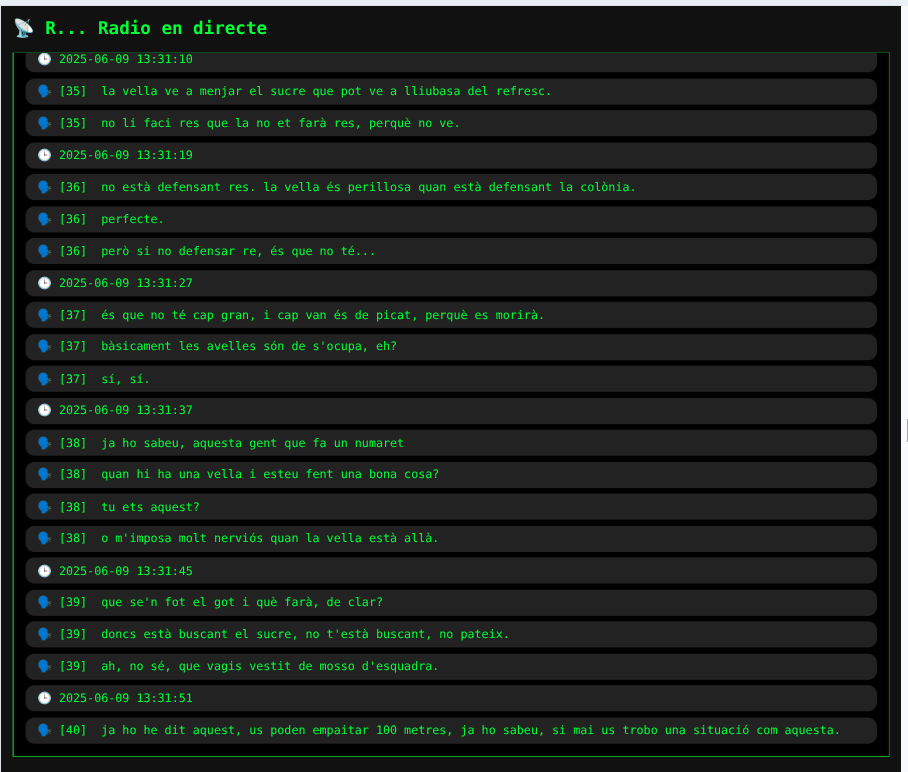 R... Radio en directe
2025-06-09 13:31:10
[35] la vella ve a menjar el sucre que pot ve a lliubasa del refresc.
[35] no li faci res que la no et farà res, perquè no ve.
2025-06-09 13:31:19
[36] no està defensant res. la vella és perillosa quan està defensant la colònia.
[36] perfecte.
[36] però si no defensar re, és que no té...
2025-06-09 13:31:27
[37] és que no té cap gran, i cap van és de picat, perquè es morirà.
[37] bàsicament les avelles són de s'ocupa, eh?
[37] sí, sí.
2025-06-09 13:31:37
[38] ja ho sabeu, aquesta gent que fa un numaret
[38] quan hi ha una vella i esteu fent una bona cosa?
[38] tu ets aquest?
[38] o m'imposa molt nerviós quan la vella està allà.
2025-06-09 13:31:45
[39] que se'n fot el got i què farà, de clar?
[39] doncs està buscant el sucre, no t'està buscant, no pateix.
[39] ah, no sé, que vagis vestit de mosso d'esquadra.
2025-06-09 13:31:51
[40] ja ho he dit aquest, us poden empaitar 100 metres, ja ho sabeu, si mai us trobo una situació com aquesta.